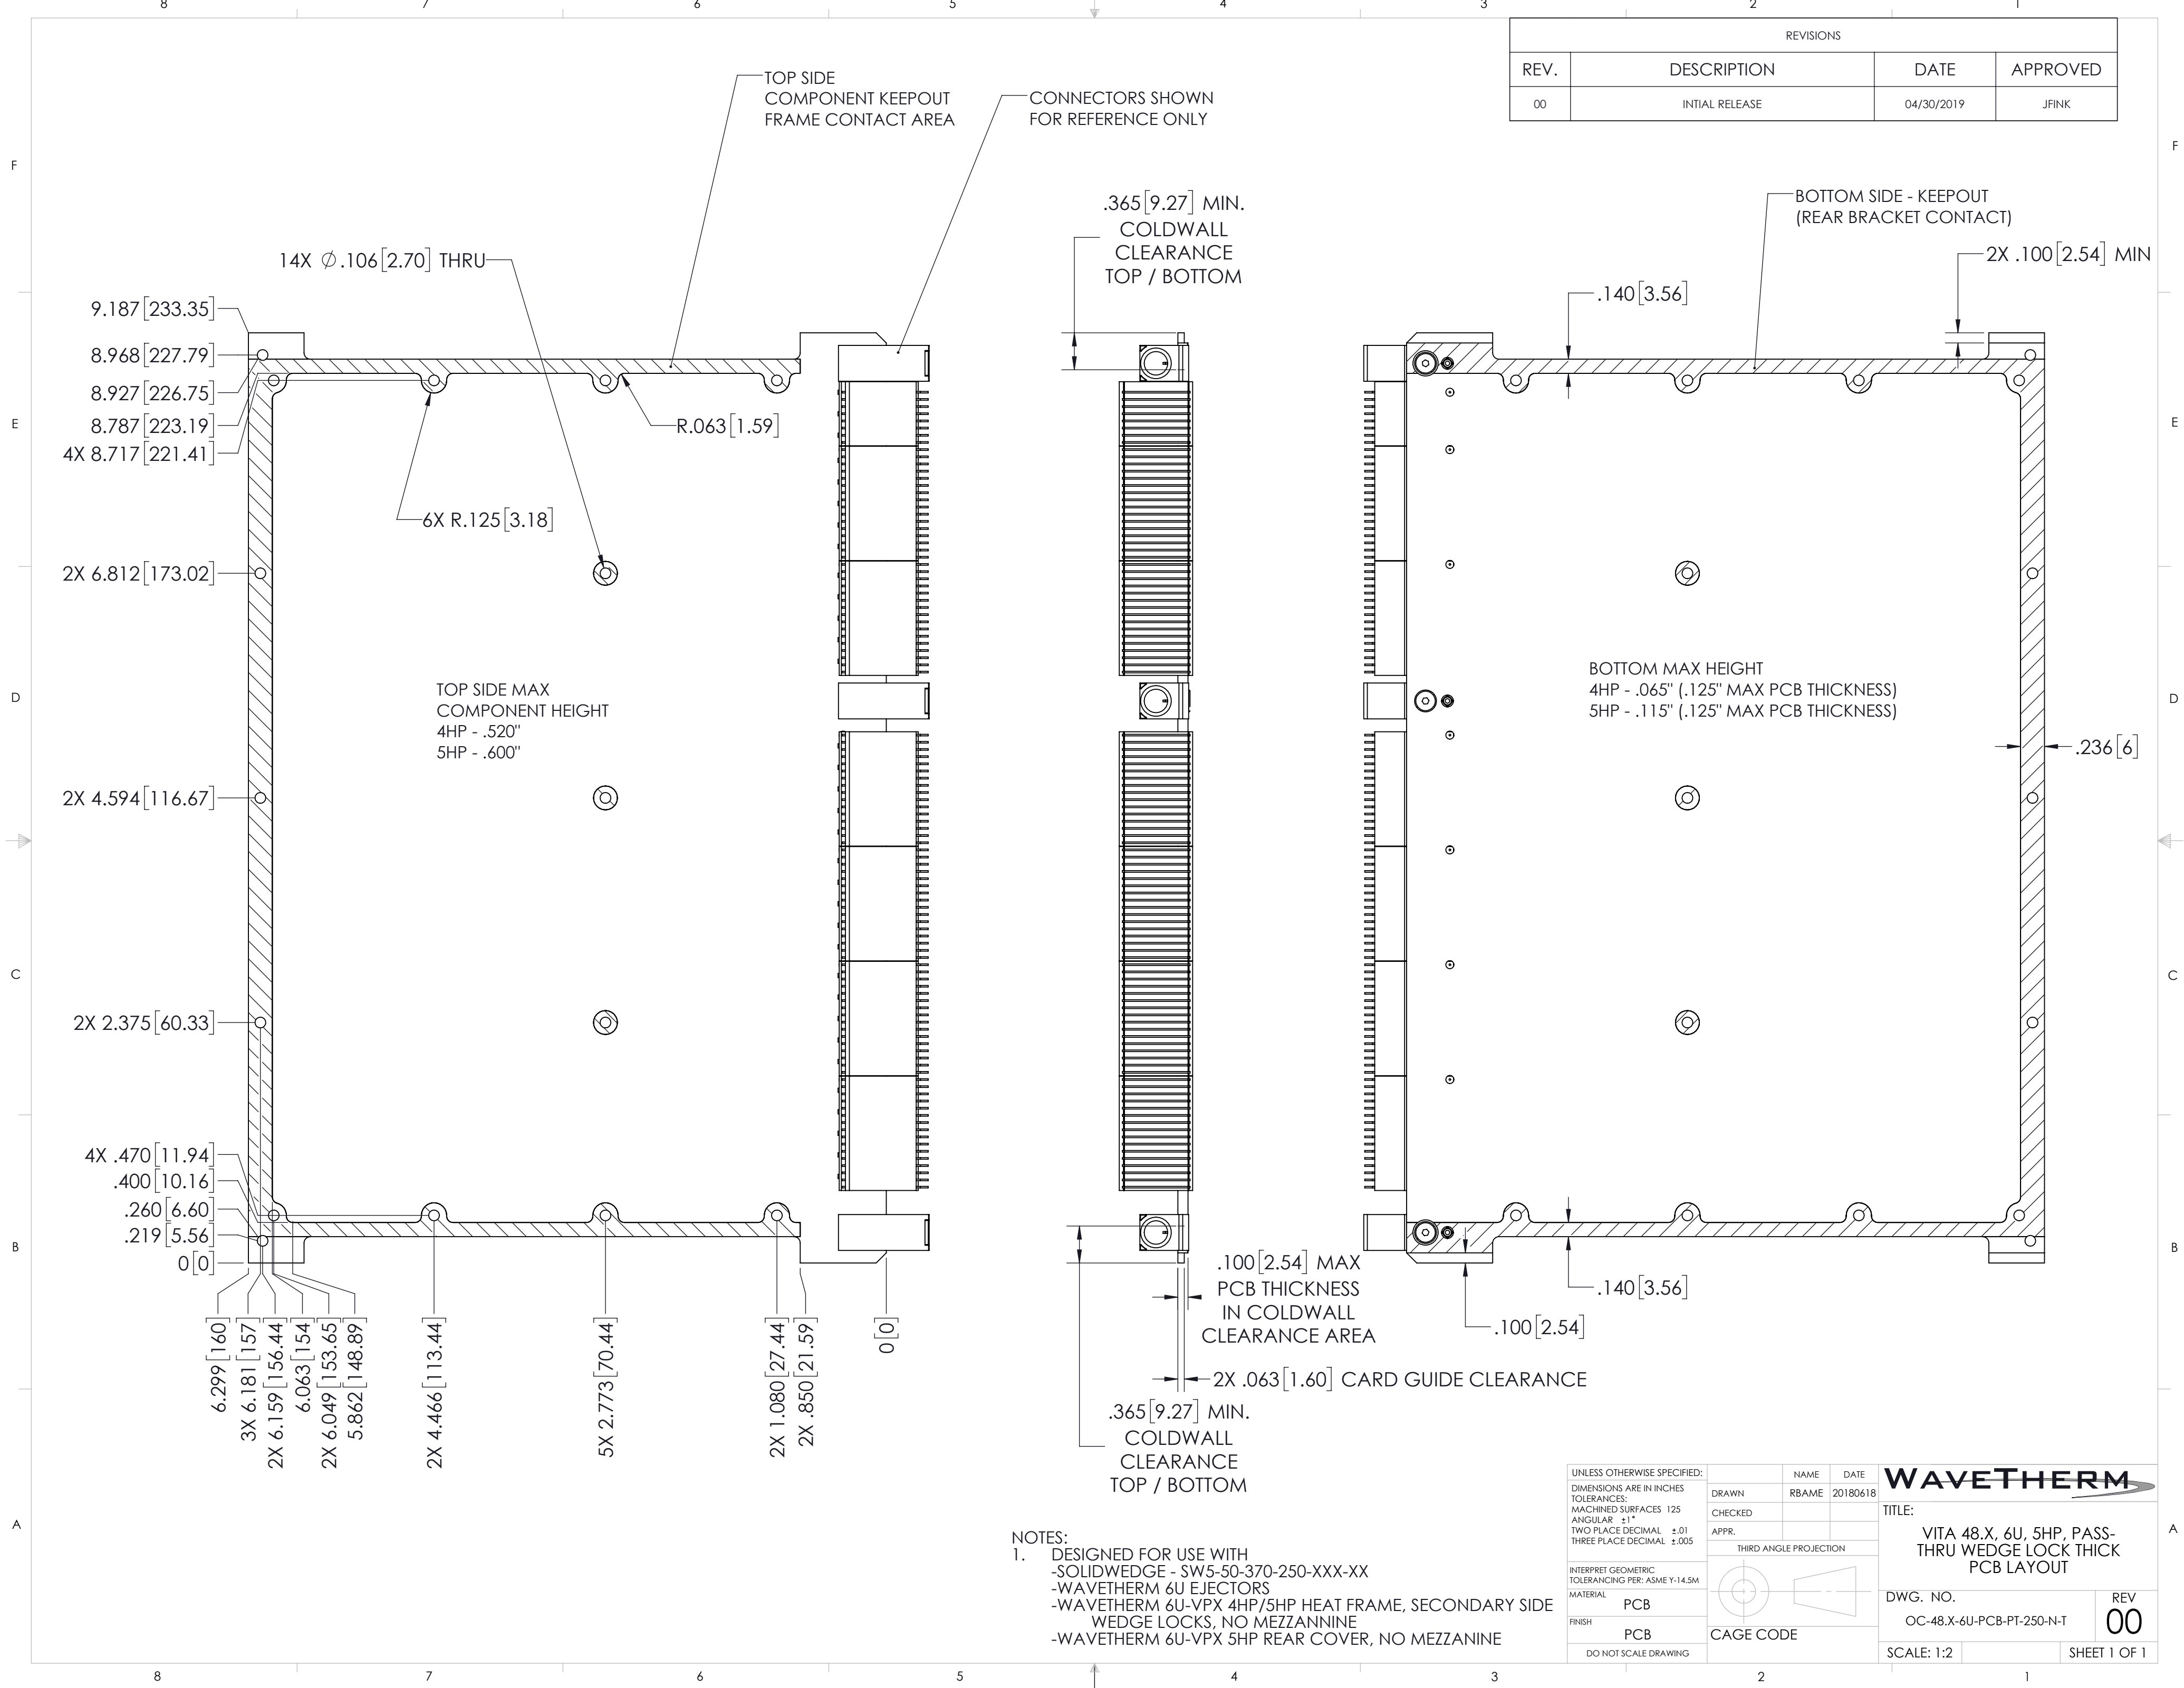 8 7 6 5 4 3 2 1
REVISIONS
REV. DESCRIPTION DATE APPROVED
00 INTIAL RELEASE 04/30/2019 JFINK
TOP SIDE
COMPONENT KEEPOUT
FRAME CONTACT AREA
CONNECTORS SHOWN
FOR REFERENCE ONLY
F F
.365[9.27] MIN.
COLDWALL
CLEARANCE
TOP / BOTTOM
BOTTOM SIDE - KEEPOUT
(REAR BRACKET CONTACT)
14X Ø.106[2.70] THRU
2X .100[2.54] MIN
.140[3.56]
9.187[233.35]
8.968[227.79]
8.927[226.75]
8.787[223.19]
4X 8.717[221.41]
R.063[1.59]
E E
6X R.125[3.18]
2X 6.812[173.02]
TOP SIDE MAX
COMPONENT HEIGHT
4HP - .520"
5HP - .600"
BOTTOM MAX HEIGHT
4HP - .065" (.125" MAX PCB THICKNESS)
5HP - .115" (.125" MAX PCB THICKNESS)
D D
.236[6]
2X 4.594[116.67]
C C
2X 2.375[60.33]
4X .470[11.94]
.400[10.16]
.260[6.60]
.219[5.56]
0[0]
B B
6.299[160]
3X 6.181[157]
2X 6.159[156.44]
6.063[154]
2X 6.049[153.65]
5.862[148.89]
2X 4.466[113.44]
5X 2.773[70.44]
2X 1.080[27.44]
2X .850[21.59]
0[0]
.100[2.54] MAX
PCB THICKNESS
IN COLDWALL
CLEARANCE AREA
.140[3.56]
.100[2.54]
2X .063[1.60] CARD GUIDE CLEARANCE
.365[9.27] MIN.
COLDWALL
CLEARANCE
TOP / BOTTOM
A A
NOTES:
1. DESIGNED FOR USE WITH
-SOLIDWEDGE - SW5-50-370-250-XXX-XX
-WAVETHERM 6U EJECTORS
-WAVETHERM 6U-VPX 4HP/5HP HEAT FRAME, SECONDARY SIDE
WEDGE LOCKS, NO MEZZANNINE
-WAVETHERM 6U-VPX 5HP REAR COVER, NO MEZZANINE
UNLESS OTHERWISE SPECIFIED:
DIMENSIONS ARE IN INCHES
TOLERANCES:
MACHINED SURFACES 125
ANGULAR ±1°
TWO PLACE DECIMAL ±.01
THREE PLACE DECIMAL ±.005
INTERPRET GEOMETRIC
TOLERANCING PER: ASME Y-14.5M
MATERIAL
PCB
FINISH
PCB
DO NOT SCALE DRAWING
NAME DATE
DRAWN RBAME 20180618
CHECKED
APPR.
THIRD ANGLE PROJECTION
CAGE CODE
WAVETHERM
TITLE:
VITA 48.X, 6U, 5HP, PASS-
THRU WEDGE LOCK THICK
PCB LAYOUT
DWG. NO.
OC-48.X-6U-PCB-PT-250-N-T
REV
00
SCALE: 1:2
SHEET 1 OF 1
8 7 6 5 4 3 2 1